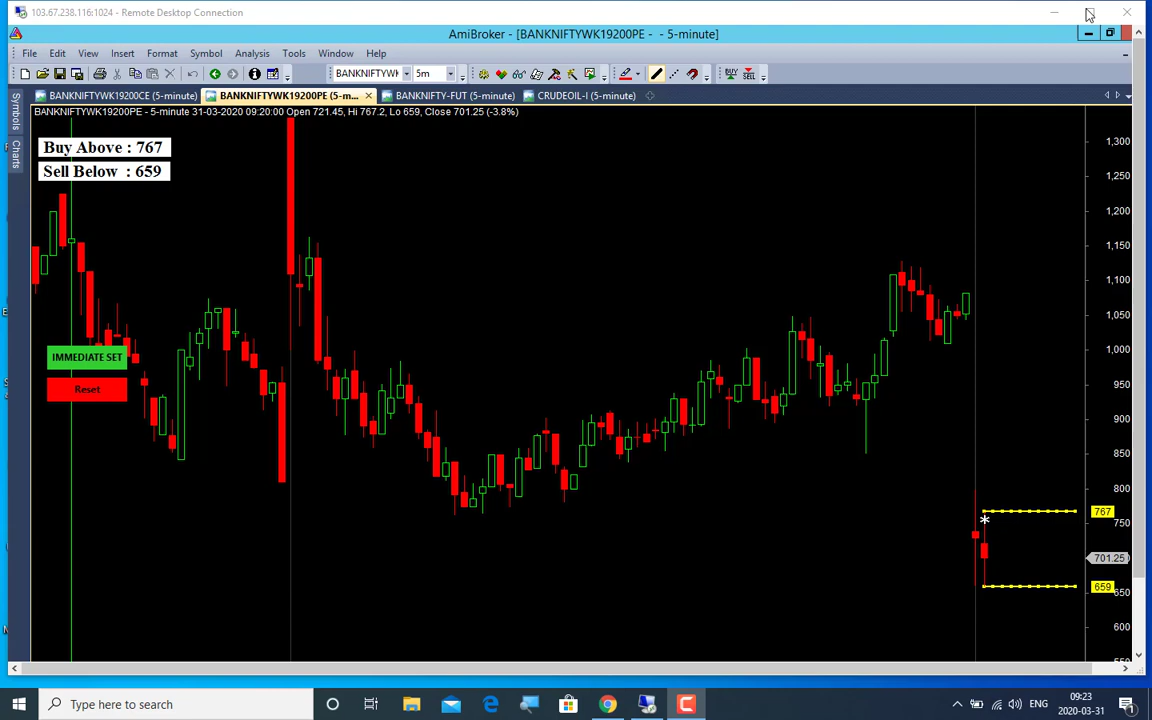 103.67.238.116:1024 - Remote Desktop Connection
AmiBroker - [BANKNIFTYWK19200PE - - 5-minute]
File Edit View Insert Format Symbol Analysis Tools Window Help
BANKNIFTYWK 5m BUY SELL
BANKNIFTYWK19200CE (5-minute) BANKNIFTYWK19200PE (5-m... BANKNIFTY-FUT (5-minute) CRUDEOIL-I (5-minute)
BANKNIFTYWK19200PE - 5-minute 31-03-2020 09:20:00 Open 721.45, Hi 767.2, Lo 659, Close 701.25 (-3.8%)
Symbols
Charts
Buy Above : 767
Sell Below : 659
IMMEDIATE SET
Reset
1,300
1,250
1,200
1,150
1,100
1,050
1,000
950
900
850
800
767
750
*
701.25
659
650
600
Type here to search
ENG
09:23
2020-03-31
1